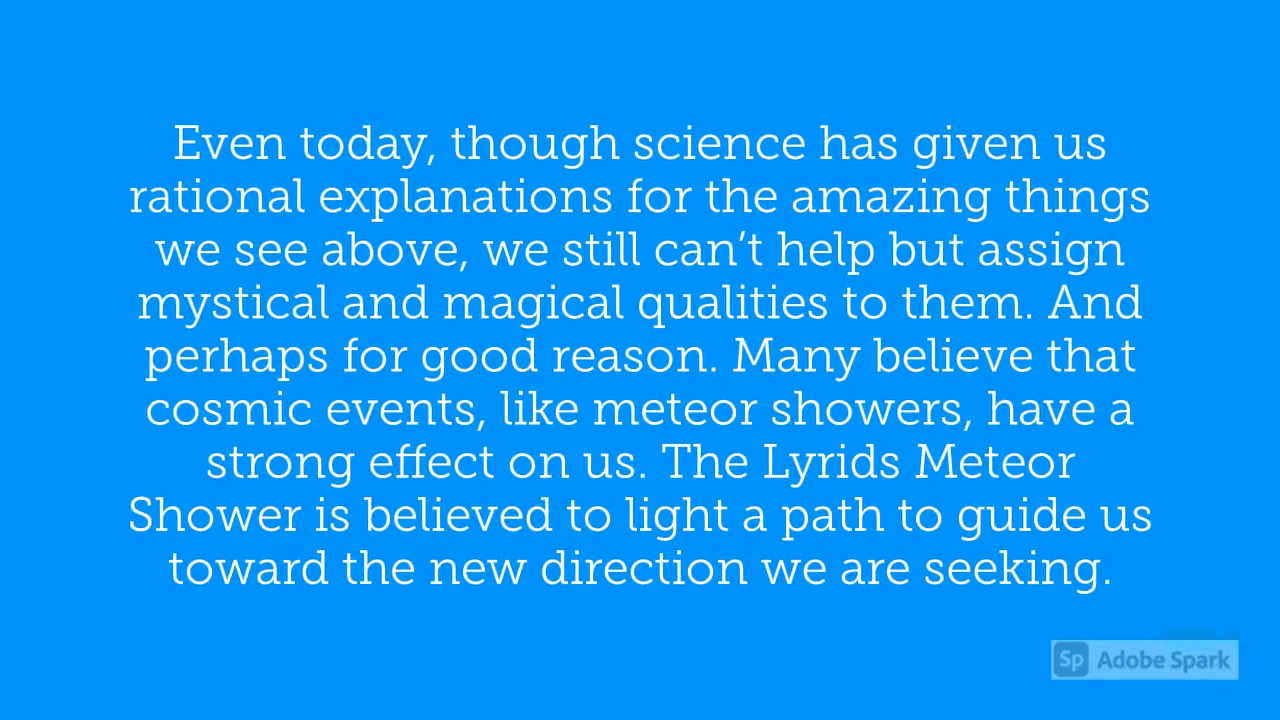 Even today, though science has given us
rational explanations for the amazing things
we see above, we still can’t help but assign
mystical and magical qualities to them. And
perhaps for good reason. Many believe that
cosmic events, like meteor showers, have a
strong effect on us. The Lyrids Meteor
Shower is believed to light a path to guide us
toward the new direction we are seeking.
Sp Adobe Spark